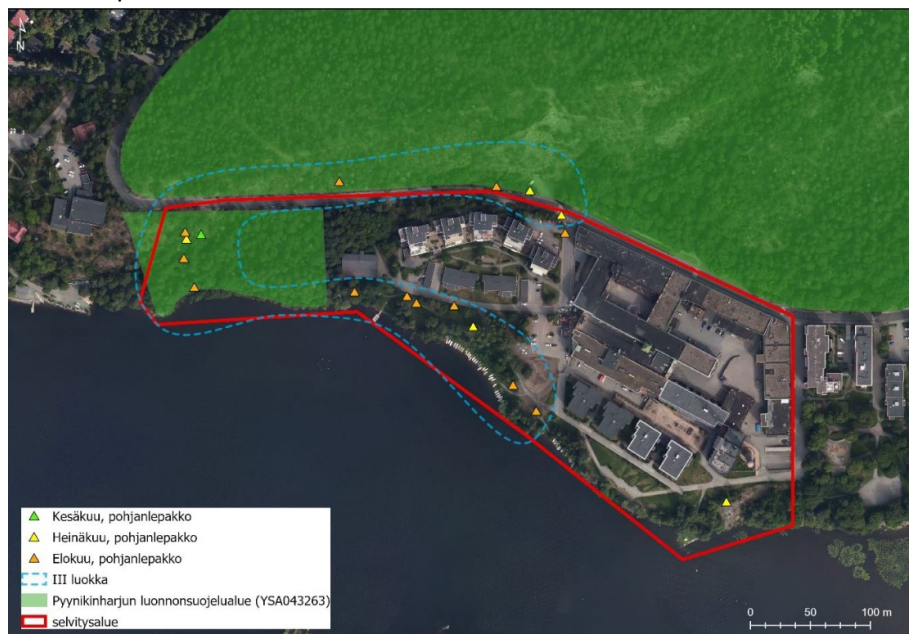 N
Kesäkuu, pohjanlepakko
Heinäkuu, pohjanlepakko
Elokuu, pohjanlepakko
III luokka
Pyynikinharjun luonnonsuojelualue (YSA043263)
selvitysalue
0 50 100 m